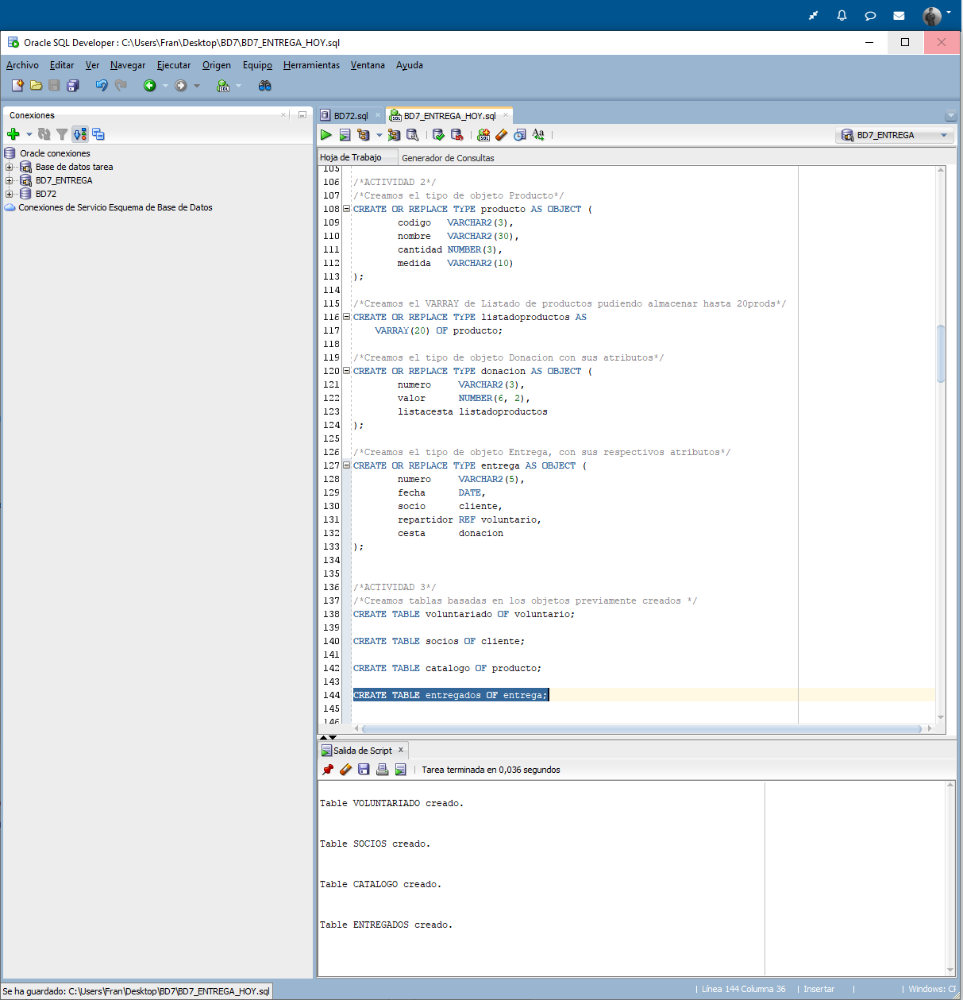 Oracle SQL Developer : C:\Users\Fran\Desktop\BD7\BD7_ENTREGA_HOY.sql
Archivo Editar Ver Navegar Ejecutar Origen Equipo Herramientas Ventana Ayuda
Conexiones
Oracle conexiones
Base de datos tarea
BD7_ENTREGA
BD72
Conexiones de Servicio Esquema de Base de Datos
BD72.sql
BD7_ENTREGA_HOY.sql
BD7_ENTREGA
Hoja de Trabajo Generador de Consultas
105
106 /*ACTIVIDAD 2*/
107 /*Creamos el tipo de objeto Producto*/
108 CREATE OR REPLACE TYPE producto AS OBJECT (
109 codigo VARCHAR2(3),
110 nombre VARCHAR2(30),
111 cantidad NUMBER(3),
112 medida VARCHAR2(10)
113 );
114
115 /*Creamos el VARRAY de Listado de productos pudiendo almacenar hasta 20prods*/
116 CREATE OR REPLACE TYPE listadoproductos AS
117 VARRAY(20) OF producto;
118
119 /*Creamos el tipo de objeto Donacion con sus atributos*/
120 CREATE OR REPLACE TYPE donacion AS OBJECT (
121 numero VARCHAR2(3),
122 valor NUMBER(6, 2),
123 listacesta listadoproductos
124 );
125
126 /*Creamos el tipo de objeto Entrega, con sus respectivos atributos*/
127 CREATE OR REPLACE TYPE entrega AS OBJECT (
128 numero VARCHAR2(5),
129 fecha DATE,
130 socio cliente,
131 repartidor REF voluntario,
132 cesta donacion
133 );
134
135
136 /*ACTIVIDAD 3*/
137 /*Creamos tablas basadas en los objetos previamente creados */
138 CREATE TABLE voluntariado OF voluntario;
139
140 CREATE TABLE socios OF cliente;
141
142 CREATE TABLE catalogo OF producto;
143
144 CREATE TABLE entregados OF entrega;
145
146
Salida de Script
Tarea terminada en 0,036 segundos
Table VOLUNTARIADO creado.
Table SOCIOS creado.
Table CATALOGO creado.
Table ENTREGADOS creado.
Se ha guardado: C:\Users\Fran\Desktop\BD7\BD7_ENTREGA_HOY.sql
Línea 144 Columna 36 | Insertar | | Windows: CF